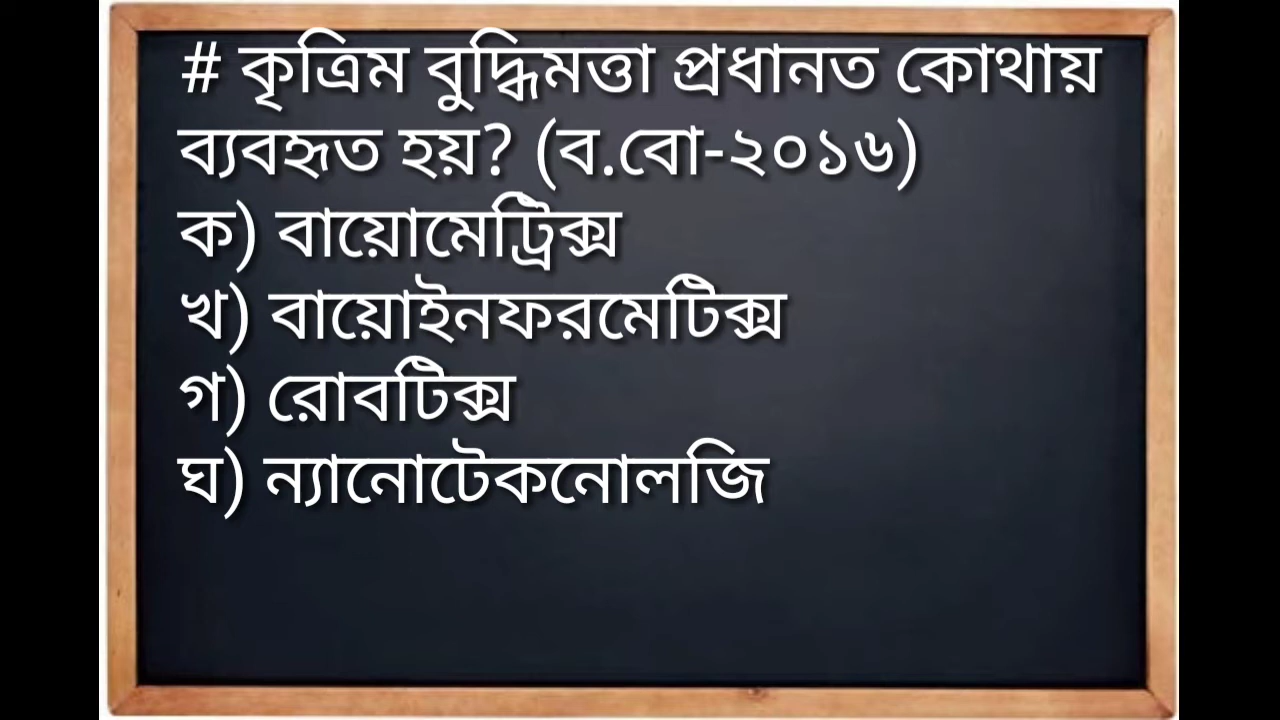 # কৃত্রিম বুদ্ধিমত্তা প্রধানত কোথায়
ব্যবহৃত হয়? (ব.বো-২০১৬)
ক) বায়োমেট্রিক্স
খ) বায়োইনফরমেটিক্স
গ) রোবটিক্স
ঘ) ন্যানোটেকনোলজি